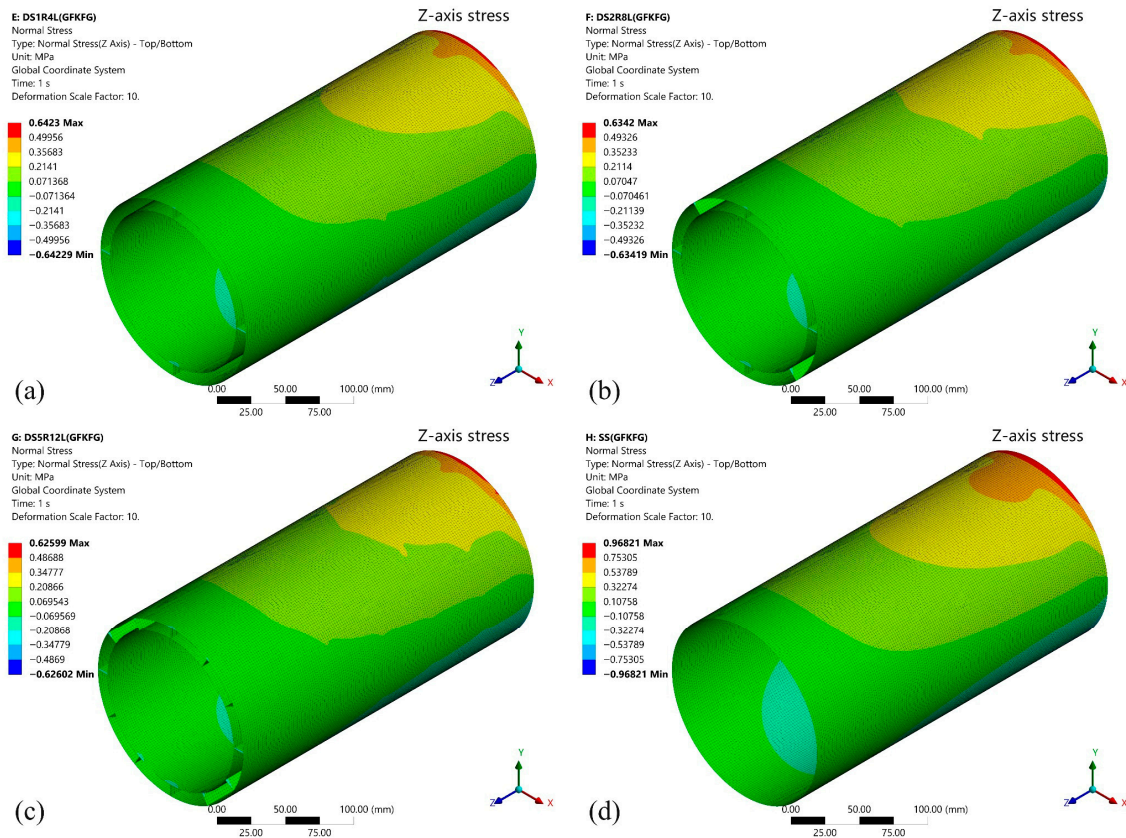 E: DS1R4L(GFKFG)
Normal Stress
Type: Normal Stress(Z Axis) - Top/Bottom
Unit: MPa
Global Coordinate System
Time: 1 s
Deformation Scale Factor: 10.
Z-axis stress
0.6423 Max
0.49956
0.35683
0.2141
0.071368
−0.071364
−0.2141
−0.35683
−0.49956
−0.64229 Min
Y
Z
X
(a)
0.00 50.00 100.00 (mm)
25.00 75.00
F: DS2R8L(GFKFG)
Normal Stress
Type: Normal Stress(Z Axis) - Top/Bottom
Unit: MPa
Global Coordinate System
Time: 1 s
Deformation Scale Factor: 10.
Z-axis stress
0.6342 Max
0.49326
0.35233
0.2114
0.07047
−0.070461
−0.21139
−0.35232
−0.49326
−0.63419 Min
Y
Z
X
(b)
0.00 50.00 100.00 (mm)
25.00 75.00
G: DS5R12L(GFKFG)
Normal Stress
Type: Normal Stress(Z Axis) - Top/Bottom
Unit: MPa
Global Coordinate System
Time: 1 s
Deformation Scale Factor: 10.
Z-axis stress
0.62599 Max
0.48688
0.34777
0.20866
0.069543
−0.069569
−0.20868
−0.34779
−0.4869
−0.62602 Min
Y
Z
X
(c)
0.00 50.00 100.00 (mm)
25.00 75.00
H: SS(GFKFG)
Normal Stress
Type: Normal Stress(Z Axis) - Top/Bottom
Unit: MPa
Global Coordinate System
Time: 1 s
Deformation Scale Factor: 10.
Z-axis stress
0.96821 Max
0.75305
0.53789
0.32274
0.10758
−0.10758
−0.32274
−0.53789
−0.75305
−0.96821 Min
Y
Z
X
(d)
0.00 50.00 100.00 (mm)
25.00 75.00